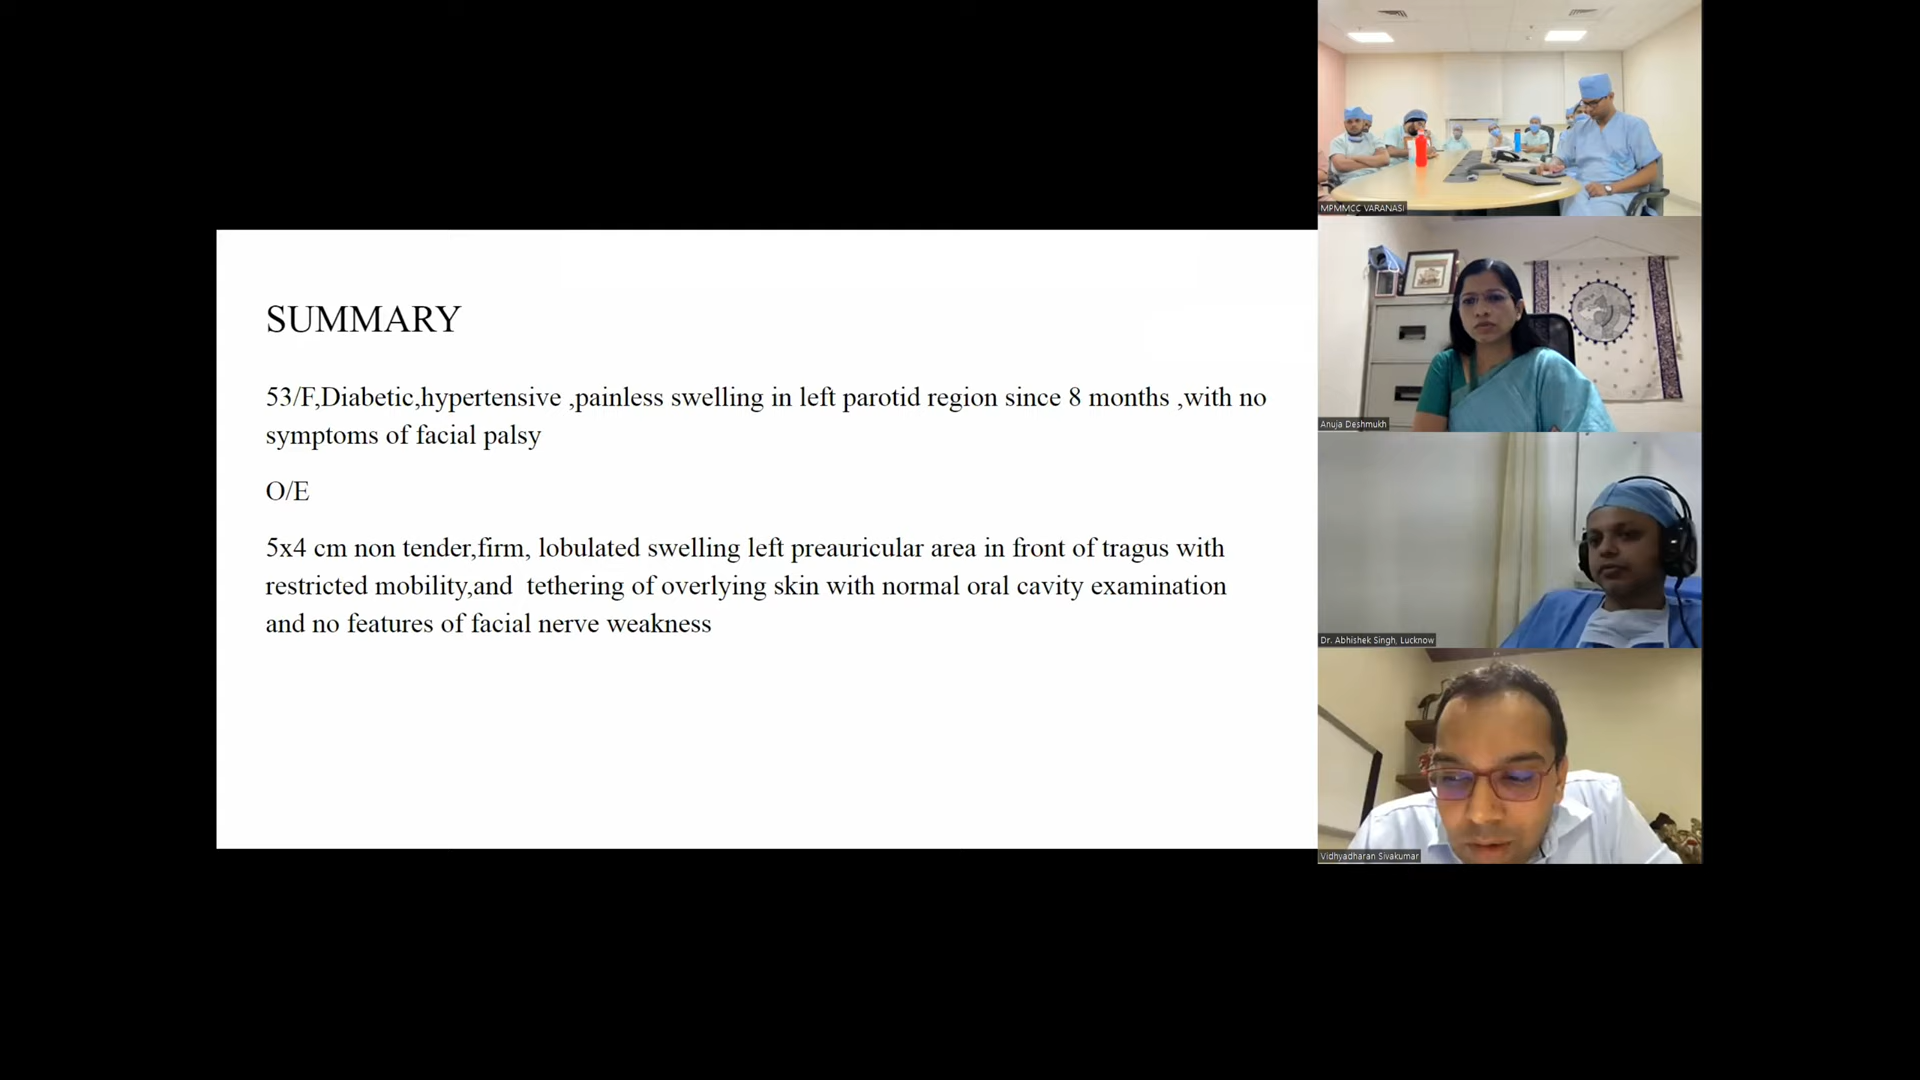 SUMMARY
53/F,Diabetic,hypertensive ,painless swelling in left parotid region since 8 months ,with no
symptoms of facial palsy
O/E
5x4 cm non tender,firm, lobulated swelling left preauricular area in front of tragus with
restricted mobility,and  tethering of overlying skin with normal oral cavity examination
and no features of facial nerve weakness
MPMMCC VARANASI
Anuja Deshmukh
Dr. Abhishek Singh, Lucknow
Vidhyadharan Sivakumar